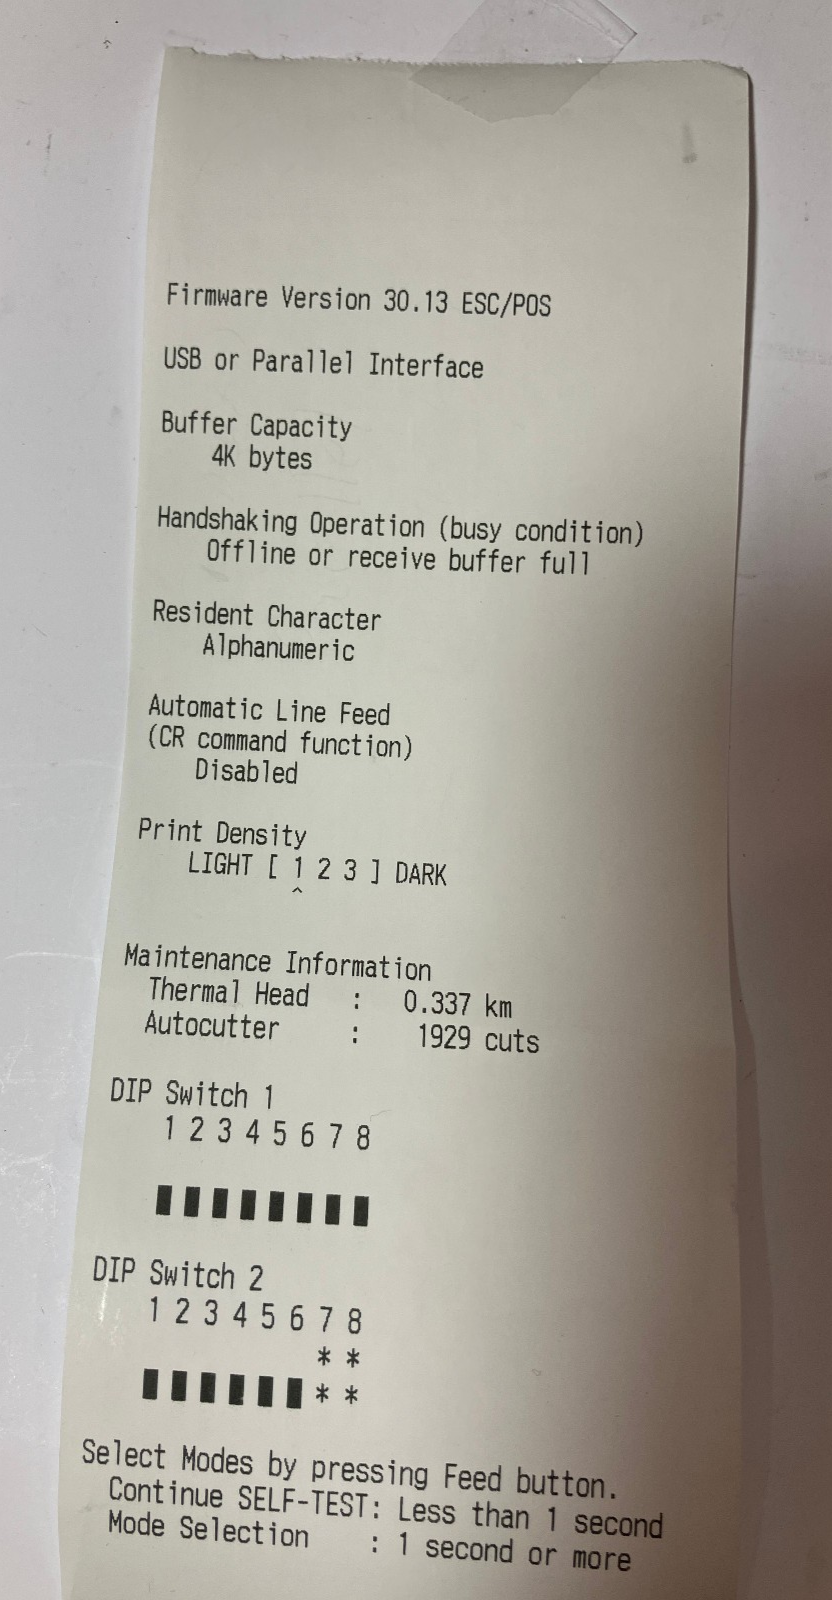 Firmware Version 30.13 ESC/POS
USB or Parallel Interface
Buffer Capacity
4K bytes
Handshaking Operation (busy condition)
Offline or receive buffer full
Resident Character
Alphanumeric
Automatic Line Feed
(CR command function)
Disabled
Print Density
LIGHT [ 1 2 3 ] DARK
^
Maintenance Information
Thermal Head : 0.337 km
Autocutter : 1929 cuts
DIP Switch 1
1 2 3 4 5 6 7 8
▮ ▮ ▮ ▮ ▮ ▮ ▮ ▮
DIP Switch 2
1 2 3 4 5 6 7 8
* *
▮ ▮ ▮ ▮ ▮ ▮ * *
Select Modes by pressing Feed button.
Continue SELF-TEST: Less than 1 second
Mode Selection : 1 second or more